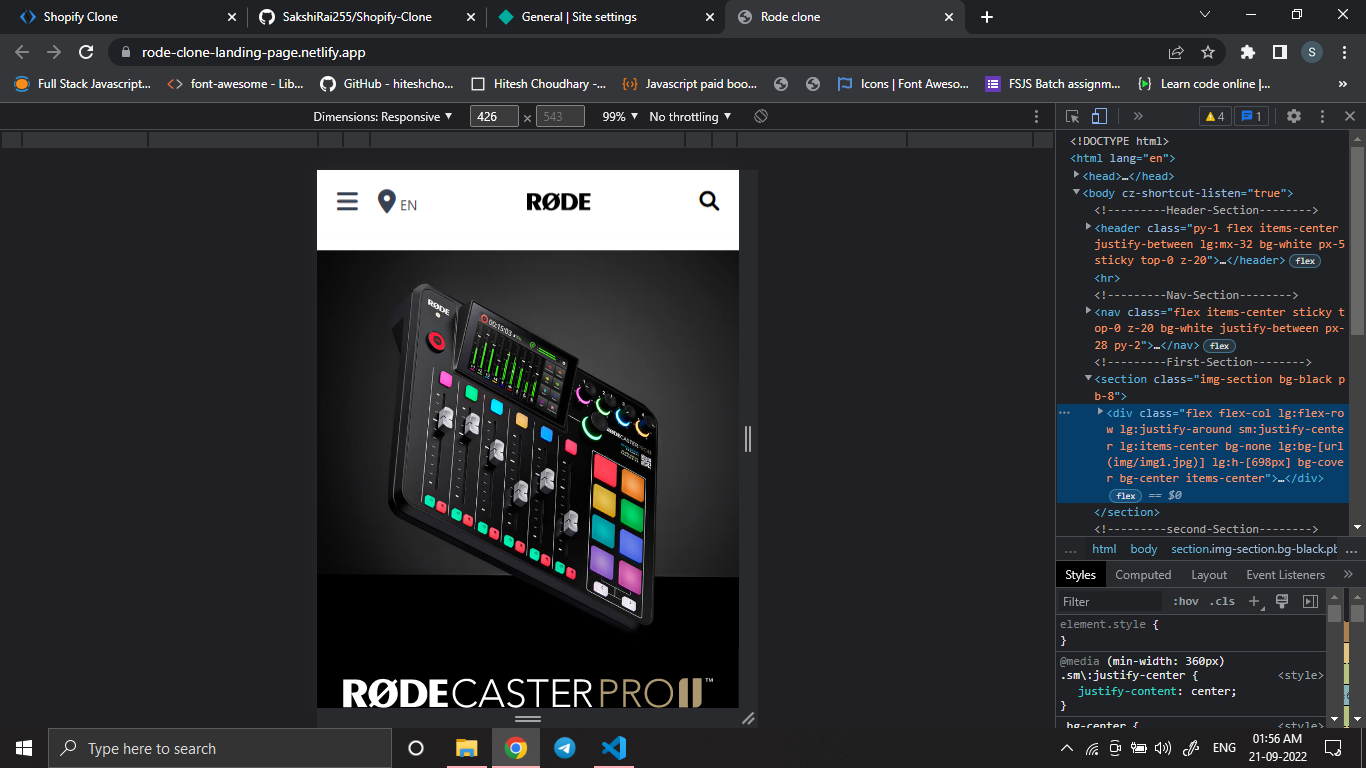 Shopify Clone
SakshiRai255/Shopify-Clone
General | Site settings
Rode clone
rode-clone-landing-page.netlify.app
S
Full Stack Javascript...
font-awesome - Lib...
GitHub - hiteshcho...
Hitesh Choudhary -...
Javascript paid boo...
Icons | Font Aweso...
FSJS Batch assignm...
Learn code online |...
»
Dimensions: Responsive ▼ 426 × 543 99% ▼ No throttling ▼
» 4 1
EN
RØDE
RØDE
00:15:03
RØDECASTER PRO II™
<!DOCTYPE html>
<html lang="en">
<head>…</head>
<body cz-shortcut-listen="true">
<!---------Header-Section-------->
<header class="py-1 flex items-center
justify-between lg:mx-32 bg-white px-5
sticky top-0 z-20">…</header> flex
<hr>
<!---------Nav-Section-------->
<nav class="flex items-center sticky t
op-0 z-20 bg-white justify-between px-
28 py-2">…</nav> flex
<!---------First-Section-------->
<section class="img-section bg-black p
b-8">
<div class="flex flex-col lg:flex-ro
w lg:justify-around sm:justify-cente
r lg:items-center bg-none lg:bg-[url
(img/img1.jpg)] lg:h-[698px] bg-cove
r bg-center items-center">…</div>
flex == $0
</section>
<!---------second-Section-------->
... html body section.img-section.bg-black.pb ...
Styles Computed Layout Event Listeners »
Filter :hov .cls +
element.style {
}
@media (min-width: 360px)
.sm\:justify-center { <style>
justify-content: center;
}
.bg-center { <style>
Type here to search
ENG
01:56 AM
21-09-2022